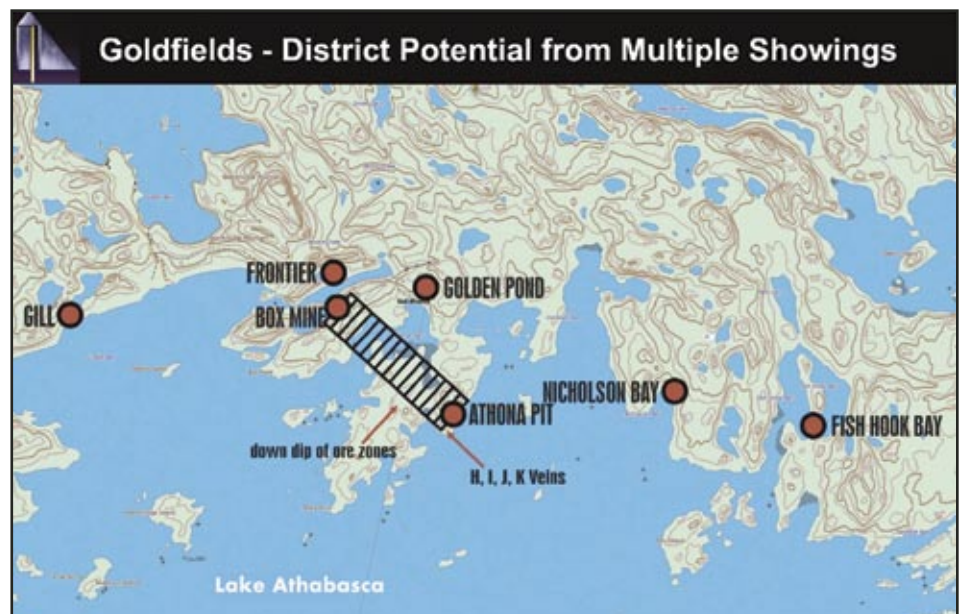 Goldfields - District Potential from Multiple Showings
FRONTIER
GOLDEN POND
GILL
BOX MINE
NICHOLSON BAY
ATHONA PIT
FISH HOOK BAY
down dip of ore zones
H, I, J, K Veins
Lake Athabasca